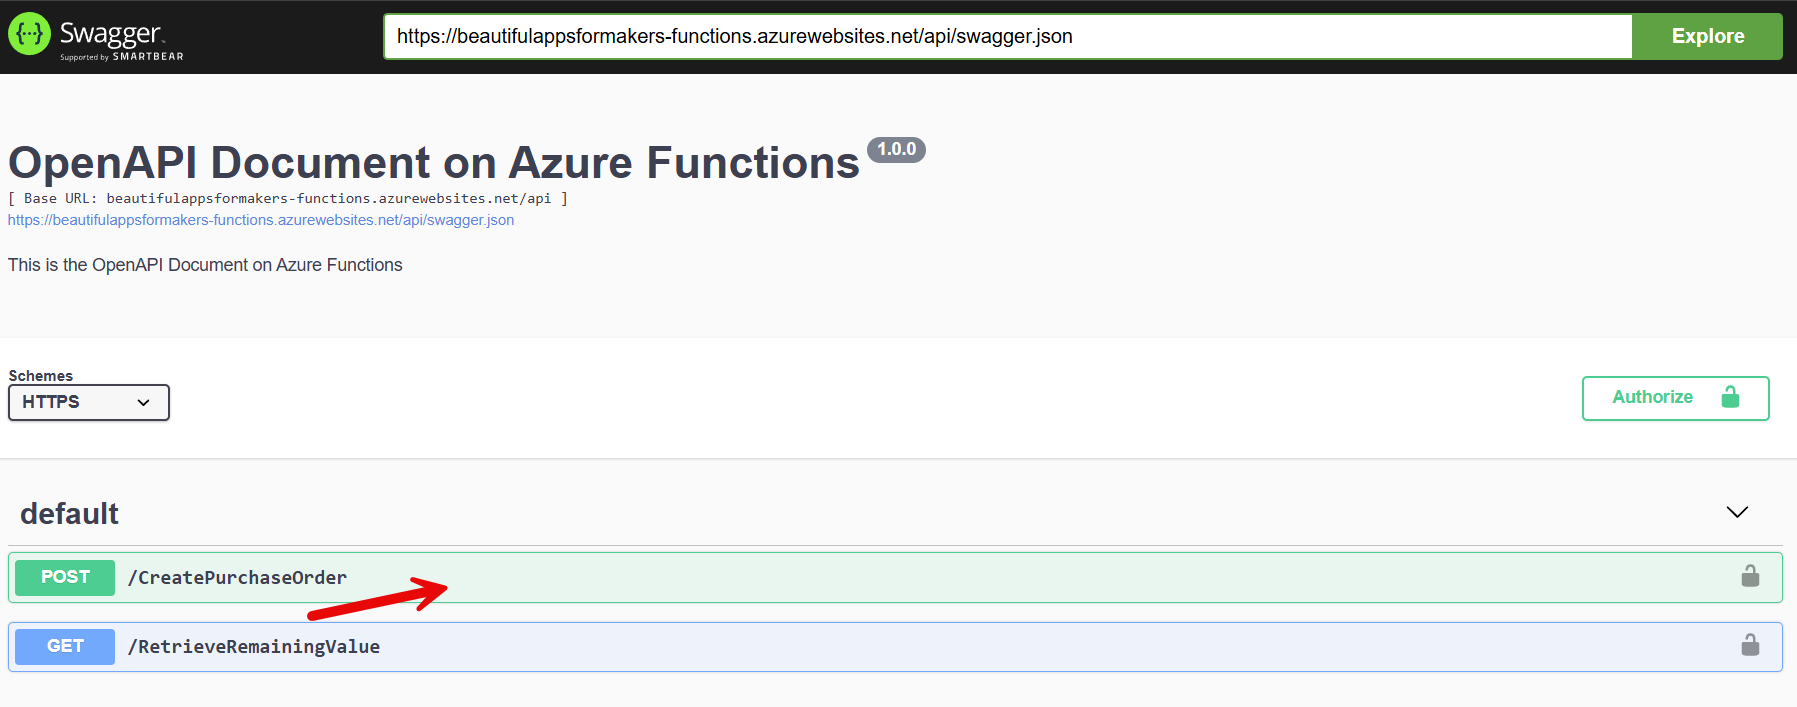 Swagger
Supported by SMARTBEAR
https://beautifulappsformakers-functions.azurewebsites.net/api/swagger.json
Explore
OpenAPI Document on Azure Functions 1.0.0
[ Base URL: beautifulappsformakers-functions.azurewebsites.net/api ]
https://beautifulappsformakers-functions.azurewebsites.net/api/swagger.json
This is the OpenAPI Document on Azure Functions
Schemes
HTTPS
Authorize
default
POST /CreatePurchaseOrder
GET /RetrieveRemainingValue